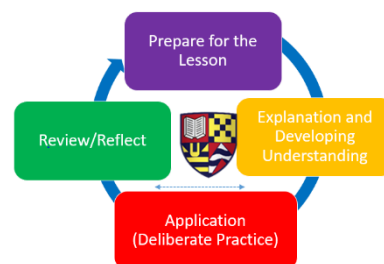 Prepare for the
Lesson
Explanation and
Developing
Understanding
Application
(Deliberate Practice)
Review/Reflect